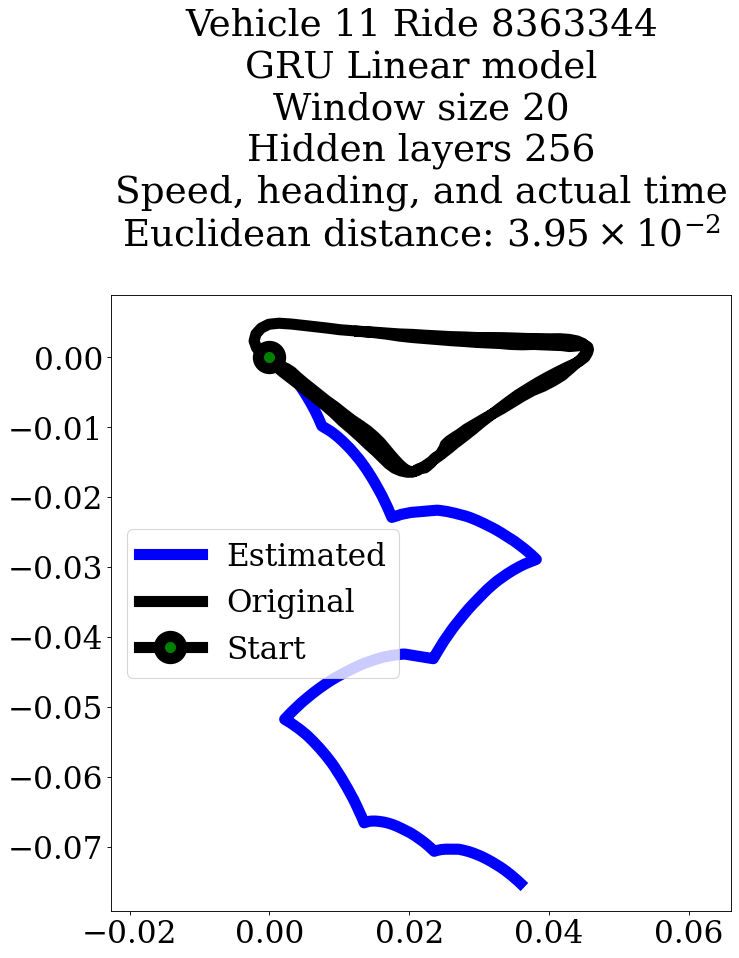 Vehicle 11 Ride 8363344
GRU Linear model
Window size 20
Hidden layers 256
Speed, heading, and actual time
Euclidean distance: 3.95 × 10⁻²
0.00
−0.01
−0.02
−0.03
−0.04
−0.05
−0.06
−0.07
Estimated
Original
Start
−0.02 0.00 0.02 0.04 0.06